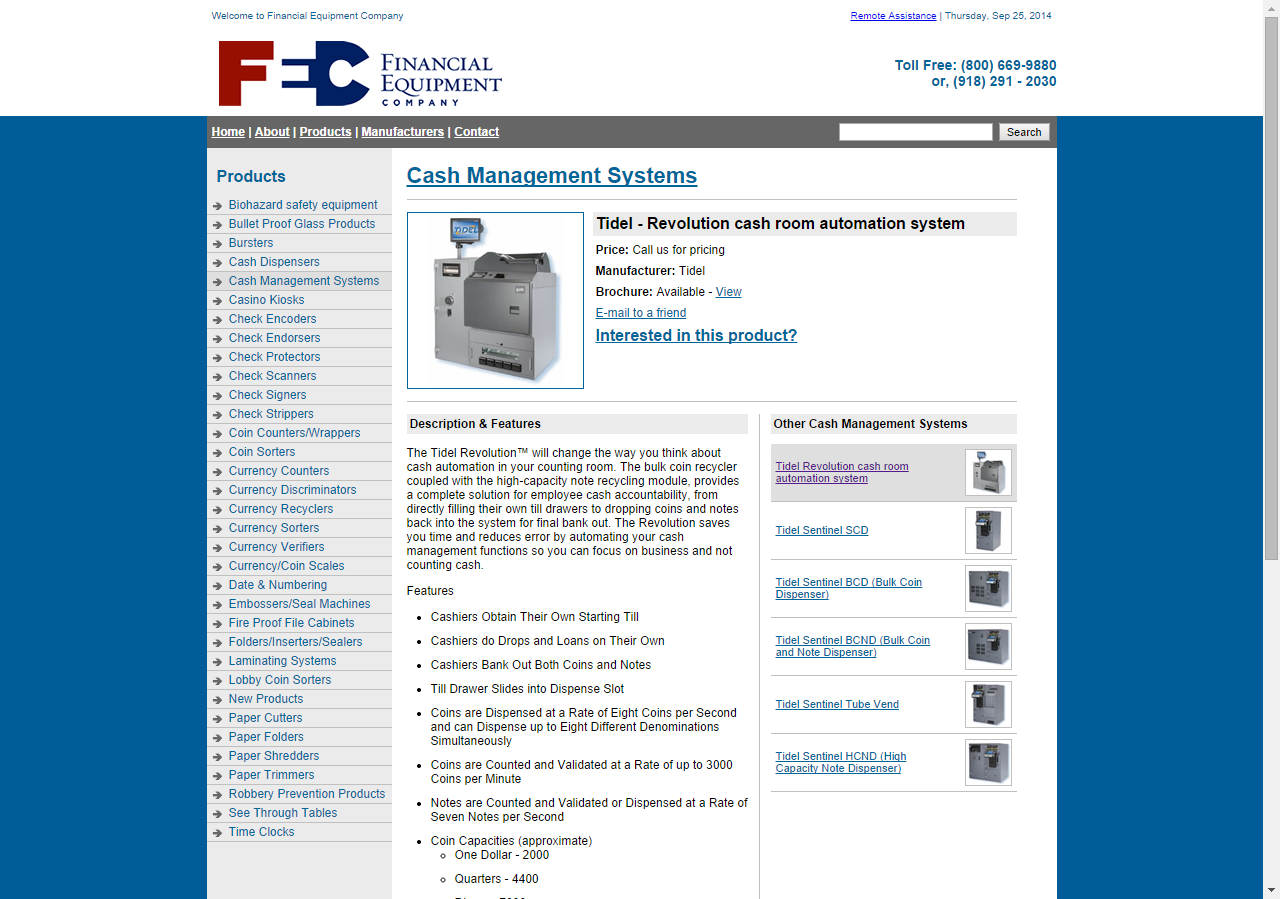 Welcome to Financial Equipment Company
Remote Assistance | Thursday, Sep 25, 2014
FEC
FINANCIAL
EQUIPMENT
COMPANY
Toll Free: (800) 669-9880
or, (918) 291 - 2030
Home | About | Products | Manufacturers | Contact
Search
Products
Biohazard safety equipment
Bullet Proof Glass Products
Bursters
Cash Dispensers
Cash Management Systems
Casino Kiosks
Check Encoders
Check Endorsers
Check Protectors
Check Scanners
Check Signers
Check Strippers
Coin Counters/Wrappers
Coin Sorters
Currency Counters
Currency Discriminators
Currency Recyclers
Currency Sorters
Currency Verifiers
Currency/Coin Scales
Date & Numbering
Embossers/Seal Machines
Fire Proof File Cabinets
Folders/Inserters/Sealers
Laminating Systems
Lobby Coin Sorters
New Products
Paper Cutters
Paper Folders
Paper Shredders
Paper Trimmers
Robbery Prevention Products
See Through Tables
Time Clocks
Cash Management Systems
TiDEL
Tidel - Revolution cash room automation system
Price: Call us for pricing
Manufacturer: Tidel
Brochure: Available - View
E-mail to a friend
Interested in this product?
Description & Features
The Tidel Revolution™ will change the way you think about
cash automation in your counting room. The bulk coin recycler
coupled with the high-capacity note recycling module, provides
a complete solution for employee cash accountability, from
directly filling their own till drawers to dropping coins and notes
back into the system for final bank out. The Revolution saves
you time and reduces error by automating your cash
management functions so you can focus on business and not
counting cash.
Features
Cashiers Obtain Their Own Starting Till
Cashiers do Drops and Loans on Their Own
Cashiers Bank Out Both Coins and Notes
Till Drawer Slides into Dispense Slot
Coins are Dispensed at a Rate of Eight Coins per Second
and can Dispense up to Eight Different Denominations
Simultaneously
Coins are Counted and Validated at a Rate of up to 3000
Coins per Minute
Notes are Counted and Validated or Dispensed at a Rate of
Seven Notes per Second
Coin Capacities (approximate)
One Dollar - 2000
Quarters - 4400
Other Cash Management Systems
Tidel Revolution cash room
automation system
Tidel Sentinel SCD
Tidel Sentinel BCD (Bulk Coin
Dispenser)
Tidel Sentinel BCND (Bulk Coin
and Note Dispenser)
Tidel Sentinel Tube Vend
Tidel Sentinel HCND (High
Capacity Note Dispenser)